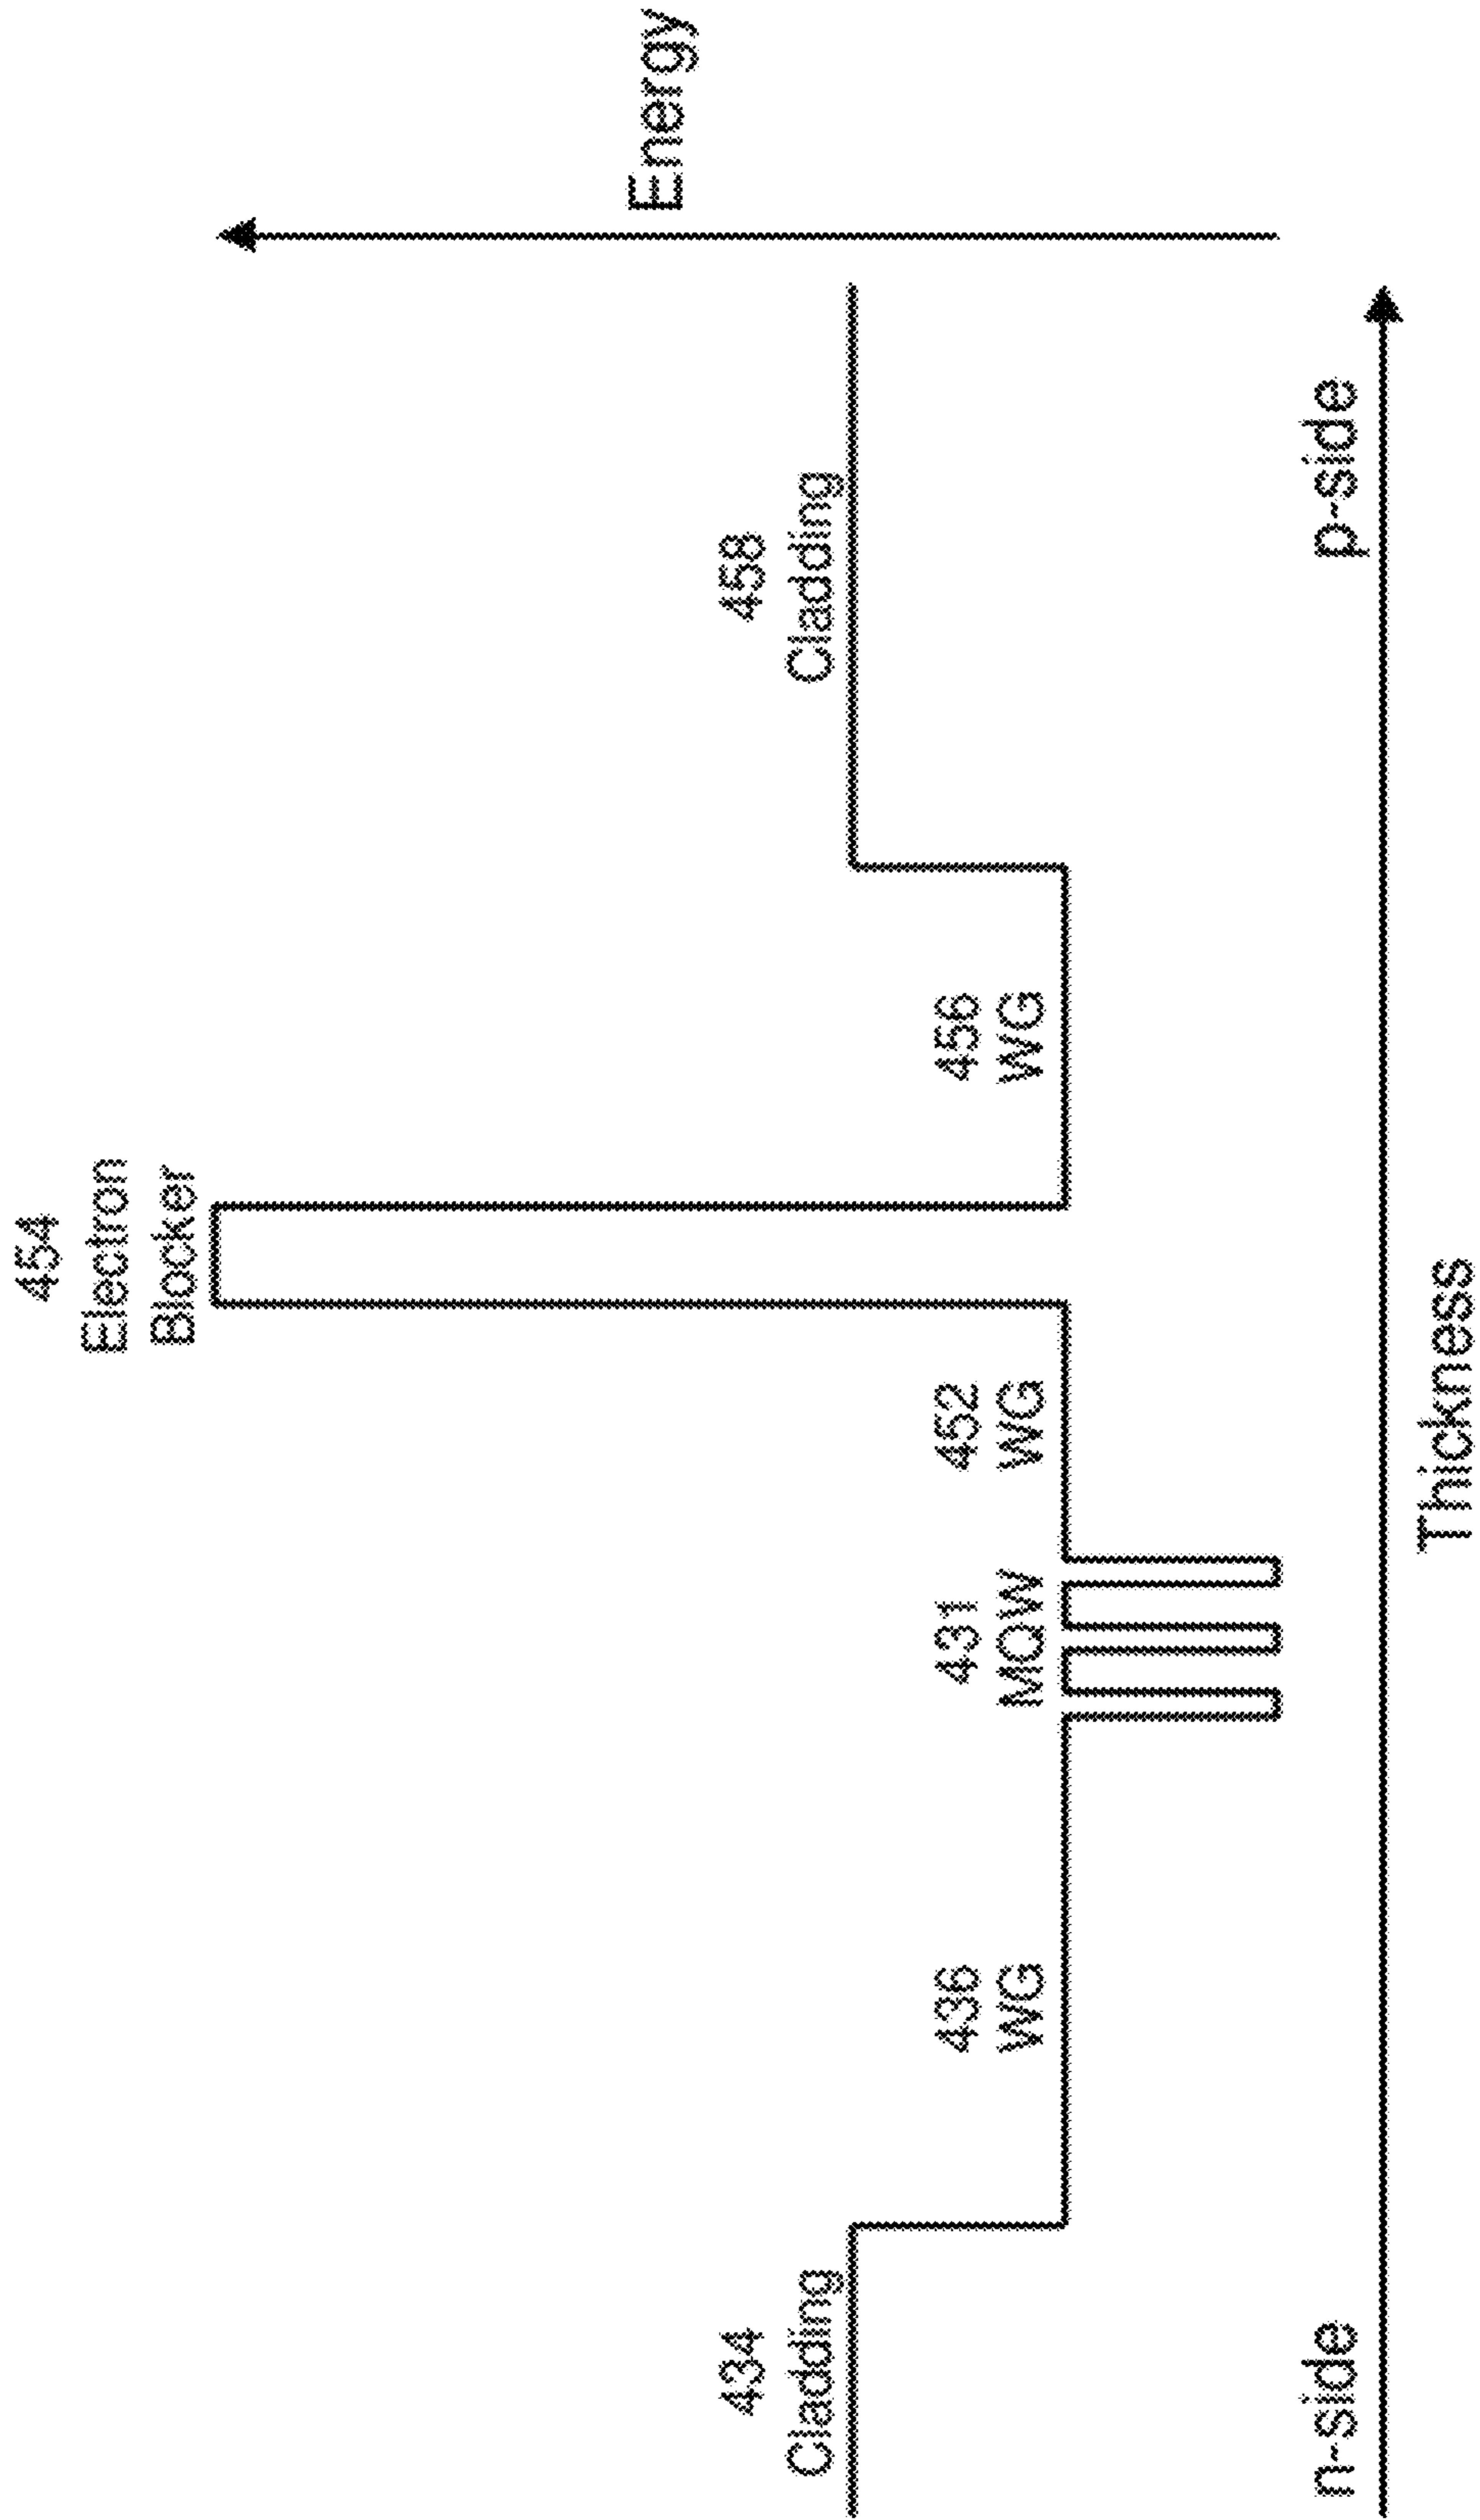 454
Electron
Blocker
Energy
434
Cladding
458
Cladding
436
WG
431
MQW
452
WG
456
WG
n-side
p-side
Thickness